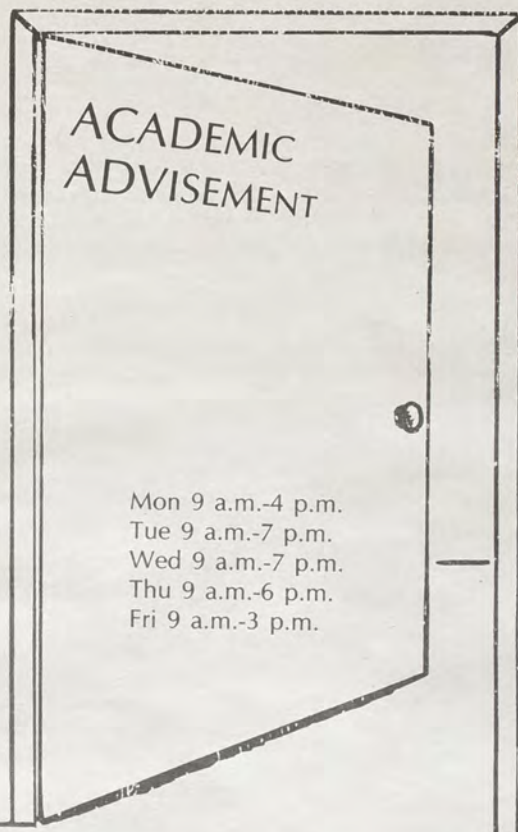 ACADEMIC
ADVISEMENT
Mon 9 a.m.-4 p.m.
Tue 9 a.m.-7 p.m.
Wed 9 a.m.-7 p.m.
Thu 9 a.m.-6 p.m.
Fri 9 a.m.-3 p.m.